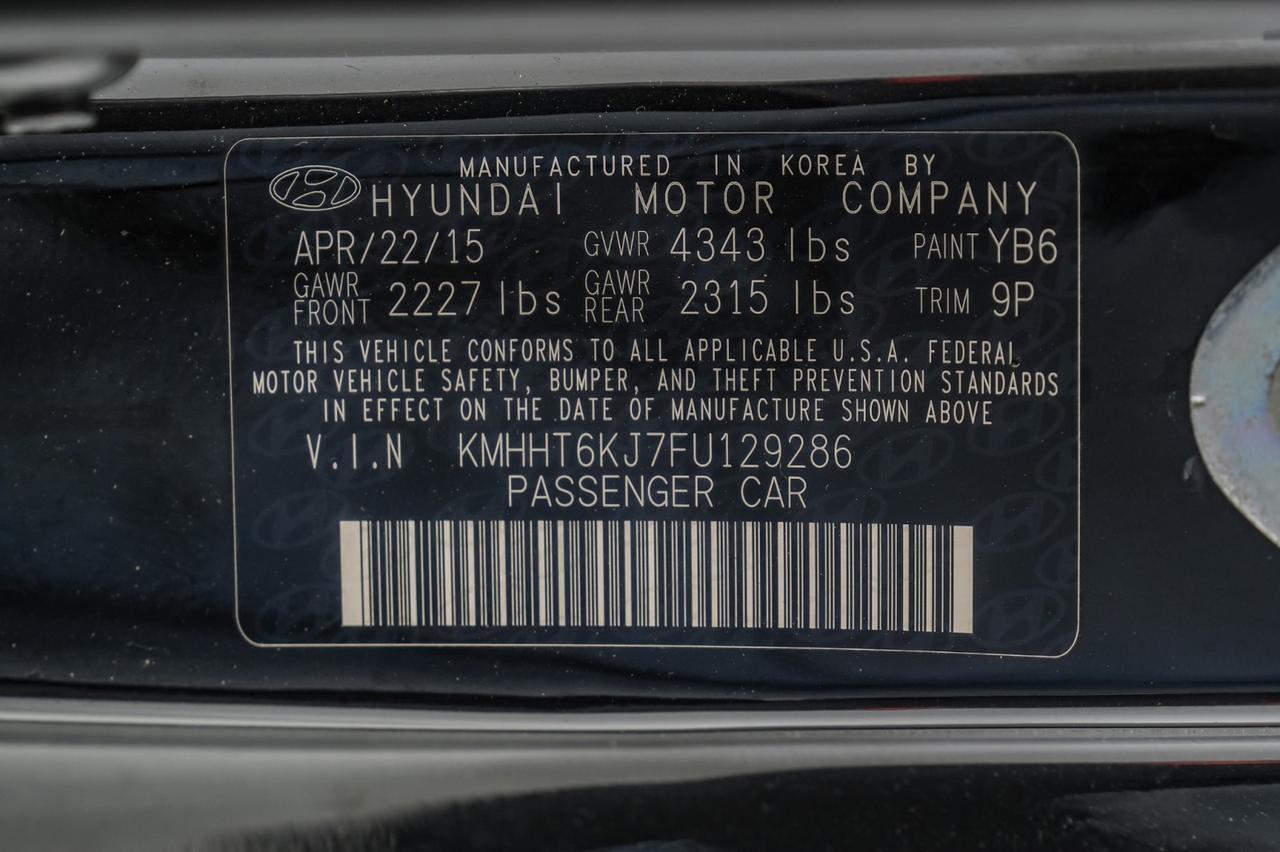 MANUFACTURED IN KOREA BY
HYUNDAI MOTOR COMPANY
APR/22/15 GVWR 4343 lbs PAINT YB6
GAWR FRONT 2227 lbs GAWR REAR 2315 lbs TRIM 9P
THIS VEHICLE CONFORMS TO ALL APPLICABLE U.S.A. FEDERAL
MOTOR VEHICLE SAFETY, BUMPER, AND THEFT PREVENTION STANDARDS
IN EFFECT ON THE DATE OF MANUFACTURE SHOWN ABOVE
V.I.N KMHHT6KJ7FU129286
PASSENGER CAR